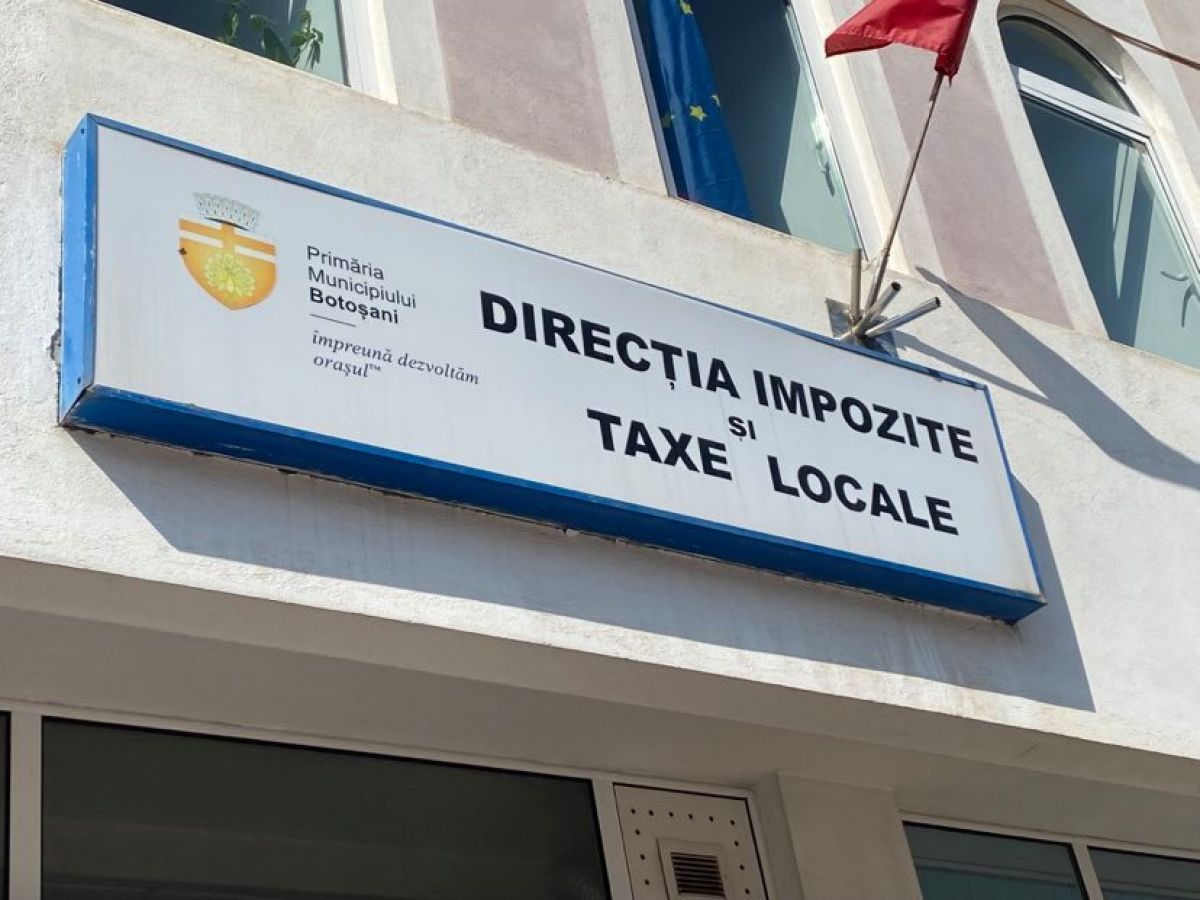 Primăria
Municipiului
Botoșani
împreună dezvoltăm
orașul™
DIRECȚIA IMPOZITE
ȘI
TAXE LOCALE